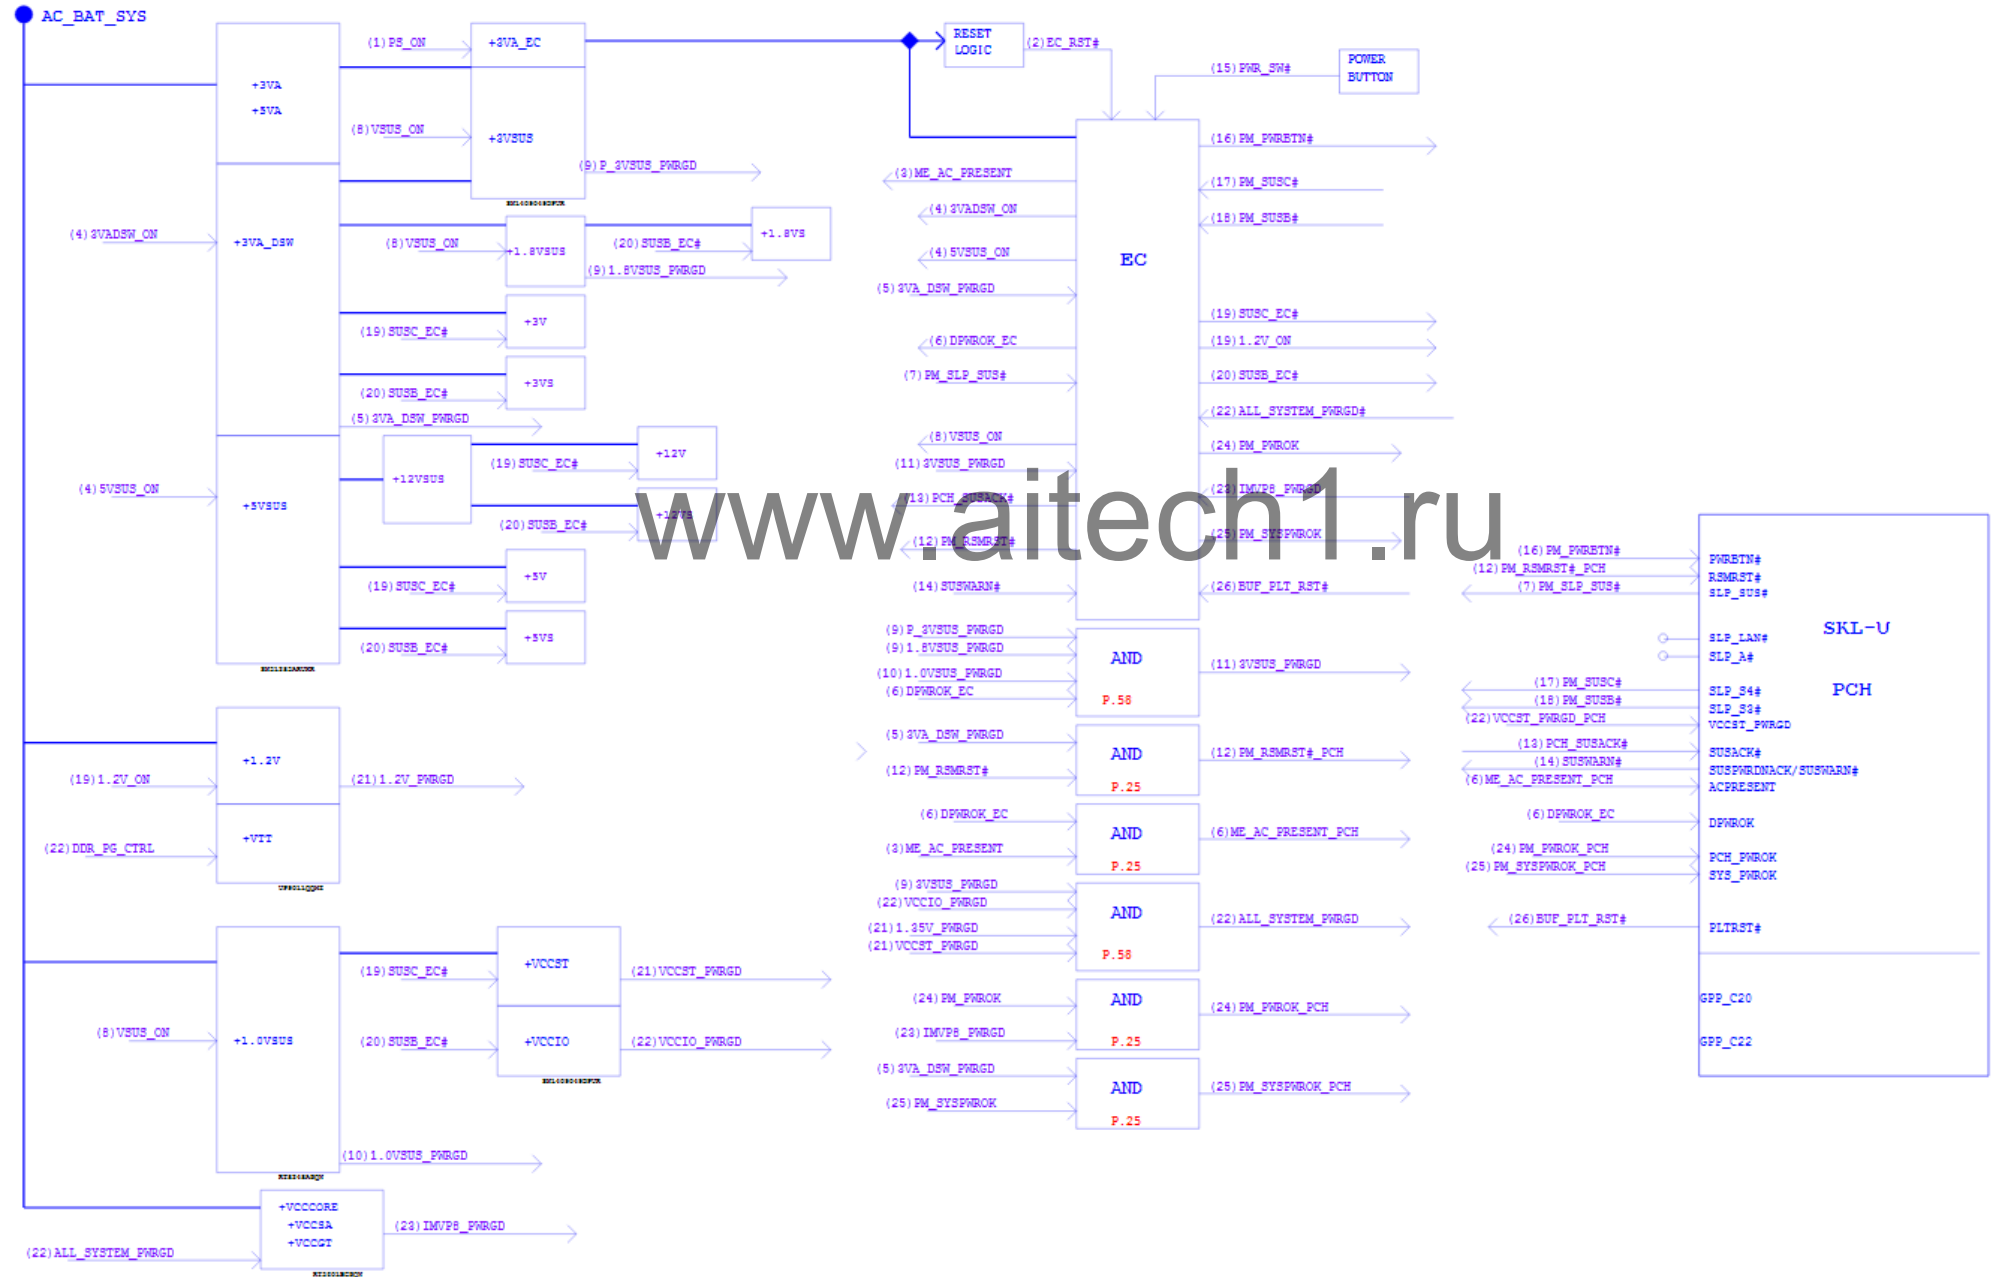 AC_BAT_SYS
+3VA
+5VA
(1)PS_ON
+3VA_EC
(8)VSUS_ON
+3VSUS
(9)P_3VSUS_PWRGD
(4)3VADSW_ON
+3VA_DSW
(8)VSUS_ON
+1.8VSUS
(20)SUSB_EC#
+1.8VS
(9)1.8VSUS_PWRGD
(19)SUSC_EC#
+3V
(20)SUSB_EC#
+3VS
(5)3VA_DSW_PWRGD
(4)5VSUS_ON
+5VSUS
+12VSUS
(19)SUSC_EC#
+12V
(20)SUSB_EC#
+12VS
(19)SUSC_EC#
+5V
(20)SUSB_EC#
+5VS
(19)1.2V_ON
+1.2V
(21)1.2V_PWRGD
(22)DDR_PG_CTRL
+VTT
(8)VSUS_ON
+1.0VSUS
(19)SUSC_EC#
+VCCST
(21)VCCST_PWRGD
(20)SUSB_EC#
+VCCIO
(22)VCCIO_PWRGD
(10)1.0VSUS_PWRGD
+VCCCORE
+VCCSA
+VCCGT
(23)IMVP8_PWRGD
(22)ALL_SYSTEM_PWRGD
RESET
LOGIC
(2)EC_RST#
POWER
BUTTON
(15)PWR_SW#
EC
(3)ME_AC_PRESENT
(4)3VADSW_ON
(4)5VSUS_ON
(5)3VA_DSW_PWRGD
(6)DPWROK_EC
(7)PM_SLP_SUS#
(8)VSUS_ON
(11)3VSUS_PWRGD
(13)PCH_SUSACK#
(12)PM_RSMRST#
(14)SUSWARN#
(16)PM_PWRBTN#
(17)PM_SUSC#
(18)PM_SUSB#
(19)SUSC_EC#
(19)1.2V_ON
(20)SUSB_EC#
(22)ALL_SYSTEM_PWRGD#
(24)PM_PWROK
(23)IMVP8_PWRGD
(25)PM_SYSPWROK
(26)BUF_PLT_RST#
www.aitech1.ru
(9)P_3VSUS_PWRGD
(9)1.8VSUS_PWRGD
(10)1.0VSUS_PWRGD
(6)DPWROK_EC
AND
P.58
(11)3VSUS_PWRGD
(5)3VA_DSW_PWRGD
(12)PM_RSMRST#
AND
P.25
(12)PM_RSMRST#_PCH
(6)DPWROK_EC
(3)ME_AC_PRESENT
AND
P.25
(6)ME_AC_PRESENT_PCH
(9)3VSUS_PWRGD
(22)VCCIO_PWRGD
(21)1.35V_PWRGD
(21)VCCST_PWRGD
AND
P.58
(22)ALL_SYSTEM_PWRGD
(24)PM_PWROK
(23)IMVP8_PWRGD
AND
P.25
(24)PM_PWROK_PCH
(5)3VA_DSW_PWRGD
(25)PM_SYSPWROK
AND
P.25
(25)PM_SYSPWROK_PCH
SKL-U
PCH
(16)PM_PWRBTN#
PWRBTN#
(12)PM_RSMRST#_PCH
RSMRST#
(7)PM_SLP_SUS#
SLP_SUS#
SLP_LAN#
SLP_A#
(17)PM_SUSC#
SLP_S4#
(18)PM_SUSB#
SLP_S3#
(22)VCCST_PWRGD_PCH
VCCST_PWRGD
(13)PCH_SUSACK#
SUSACK#
(14)SUSWARN#
SUSPWRDNACK/SUSWARN#
(6)ME_AC_PRESENT_PCH
ACPRESENT
(6)DPWROK_EC
DPWROK
(24)PM_PWROK_PCH
PCH_PWROK
(25)PM_SYSPWROK_PCH
SYS_PWROK
(26)BUF_PLT_RST#
PLTRST#
GPP_C20
GPP_C22